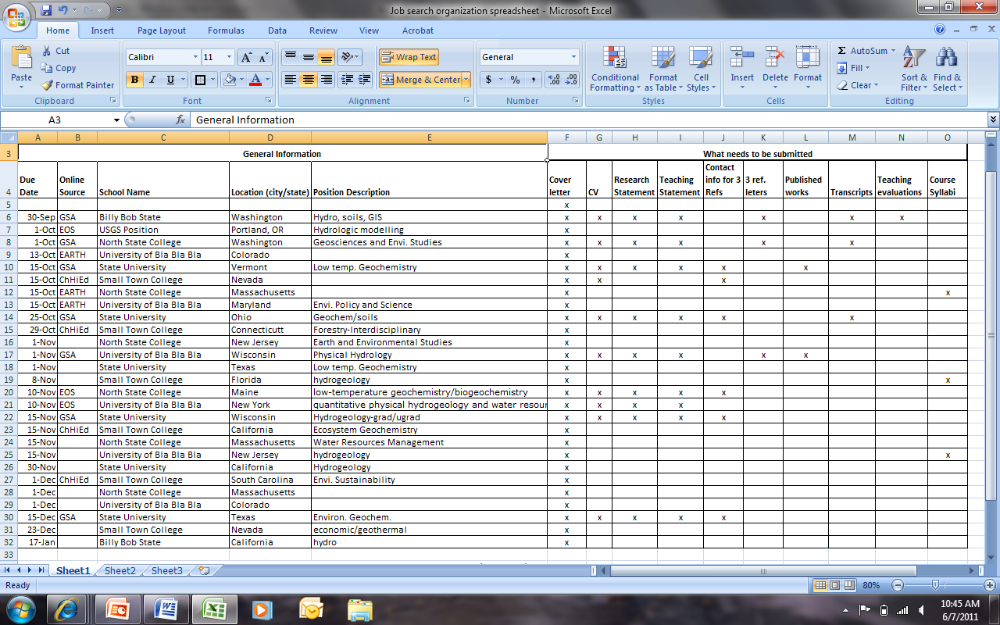 Job search organization spreadsheet - Microsoft Excel
Home Insert Page Layout Formulas Data Review View Acrobat
Cut
Copy
Format Painter
Paste
Clipboard
Calibri 11
B I U
Font
Wrap Text
Merge & Center
Alignment
General
$ % ,
Number
Conditional Formatting
Format as Table
Cell Styles
Styles
Insert Delete Format
Cells
AutoSum
Fill
Clear
Sort & Filter
Find & Select
Editing
A3 fx General Information
A B C D E F G H I J K L M N O
3 General Information What needs to be submitted
4 Due Date Online Source School Name Location (city/state) Position Description Cover letter CV Research Statement Teaching Statement Contact info for 3 Refs 3 ref. leters Published works Transcripts Teaching evaluations Course Syllabi
5 x
6 30-Sep GSA Billy Bob State Washington Hydro, soils, GIS x x x x x x x
7 1-Oct EOS USGS Position Portland, OR Hydrologic modelling x
8 1-Oct GSA North State College Washington Geosciences and Envi. Studies x x x x x x
9 13-Oct EARTH University of Bla Bla Bla Colorado x
10 15-Oct GSA State University Vermont Low temp. Geochemistry x x x x x x
11 15-Oct ChHiEd Small Town College Nevada x x x
12 15-Oct EARTH North State College Massachusetts x x
13 15-Oct EARTH University of Bla Bla Bla Maryland Envi. Policy and Science x
14 25-Oct GSA State University Ohio Geochem/soils x x x x x x
15 29-Oct ChHiEd Small Town College Connecticutt Forestry-Interdisciplinary x
16 1-Nov North State College New Jersey Earth and Environmental Studies x
17 1-Nov GSA University of Bla Bla Bla Wisconsin Physical Hydrology x x x x x x
18 1-Nov State University Texas Low temp. Geochemistry x
19 8-Nov Small Town College Florida hydrogeology x x
20 10-Nov EOS North State College Maine low-temperature geochemistry/biogeochemistry x x x x x
21 10-Nov EOS University of Bla Bla Bla New York quantitative physical hydrogeology and water resour x x x x
22 15-Nov GSA State University Wisconsin Hydrogeology-grad/ugrad x x x x x
23 15-Nov ChHiEd Small Town College California Ecosystem Geochemistry x
24 15-Nov North State College Massachusetts Water Resources Management x
25 15-Nov University of Bla Bla Bla New Jersey hydrogeology x x
26 30-Nov State University California Hydrogeology x
27 1-Dec ChHiEd Small Town College South Carolina Envi. Sustainability x
28 1-Dec North State College Massachusetts x
29 1-Dec University of Bla Bla Bla Colorado x
30 15-Dec GSA State University Texas Environ. Geochem. x x x x x
31 23-Dec Small Town College Nevada economic/geothermal x
32 17-Jan Billy Bob State California hydro x
33
Sheet1 Sheet2 Sheet3
Ready 80%
10:45 AM
6/7/2011